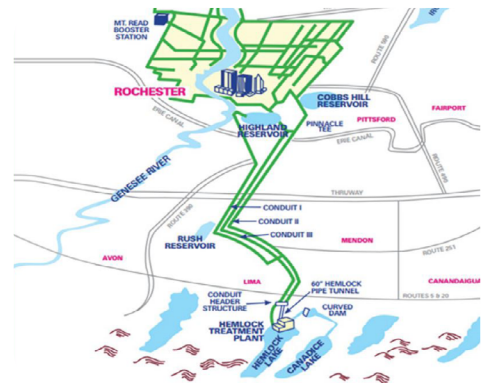 MT. READ
BOOSTER
STATION
ROUTE 590
ROCHESTER
COBBS HILL
RESERVOIR
FAIRPORT
ERIE CANAL
HIGHLAND
RESERVOIR
PINNACLE
TEE
PITTSFORD
ERIE CANAL
GENESEE RIVER
ROUTE 490
THRUWAY
CONDUIT I
CONDUIT II
CONDUIT III
ROUTE 390
RUSH
RESERVOIR
MENDON
ROUTE 251
AVON
LIMA
60" HEMLOCK
PIPE TUNNEL
CANANDAIGUA
ROUTES 5 & 20
CONDUIT
HEADER
STRUCTURE
CURVED
DAM
HEMLOCK
TREATMENT
PLANT
HEMLOCK
LAKE
CANADICE
LAKE